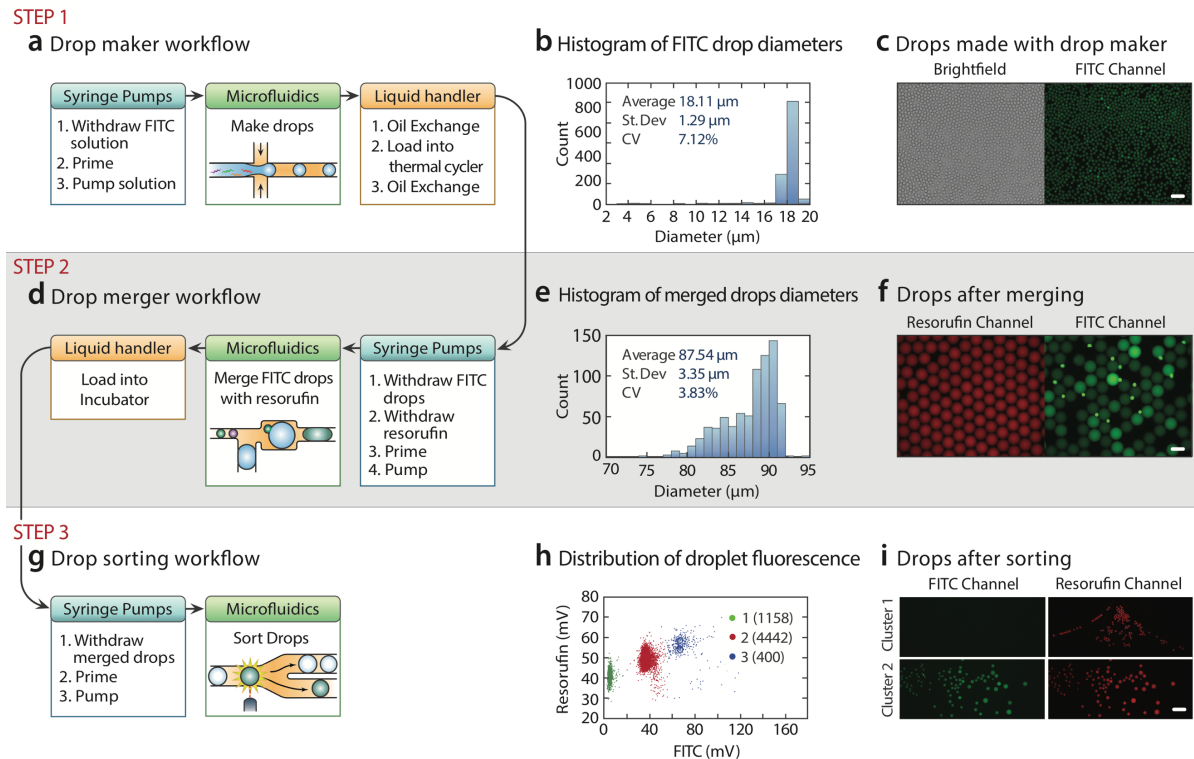 STEP 1
a Drop maker workflow
Syringe Pumps
1. Withdraw FITC
solution
2. Prime
3. Pump solution
Microfluidics
Make drops
Liquid handler
1. Oil Exchange
2. Load into
thermal cycler
3. Oil Exchange
b Histogram of FITC drop diameters
1000
800
600
400
200
0
Count
Average 18.11 μm
St. Dev 1.29 μm
CV 7.12%
2 4 6 8 10 12 14 16 18 20
Diameter (μm)
c Drops made with drop maker
Brightfield FITC Channel
STEP 2
d Drop merger workflow
Liquid handler
Load into
Incubator
Microfluidics
Merge FITC drops
with resorufin
Syringe Pumps
1. Withdraw FITC
drops
2. Withdraw
resorufin
3. Prime
4. Pump
e Histogram of merged drops diameters
150
100
50
0
Count
Average 87.54 μm
St. Dev 3.35 μm
CV 3.83%
70 75 80 85 90 95
Diameter (μm)
f Drops after merging
Resorufin Channel FITC Channel
STEP 3
g Drop sorting workflow
Syringe Pumps
1. Withdraw
merged drops
2. Prime
3. Pump
Microfluidics
Sort Drops
h Distribution of droplet fluorescence
80
70
60
50
40
30
20
Resorufin (mV)
1 (1158)
2 (4442)
3 (400)
0 40 80 120 160
FITC (mV)
i Drops after sorting
FITC Channel Resorufin Channel
Cluster 1
Cluster 2